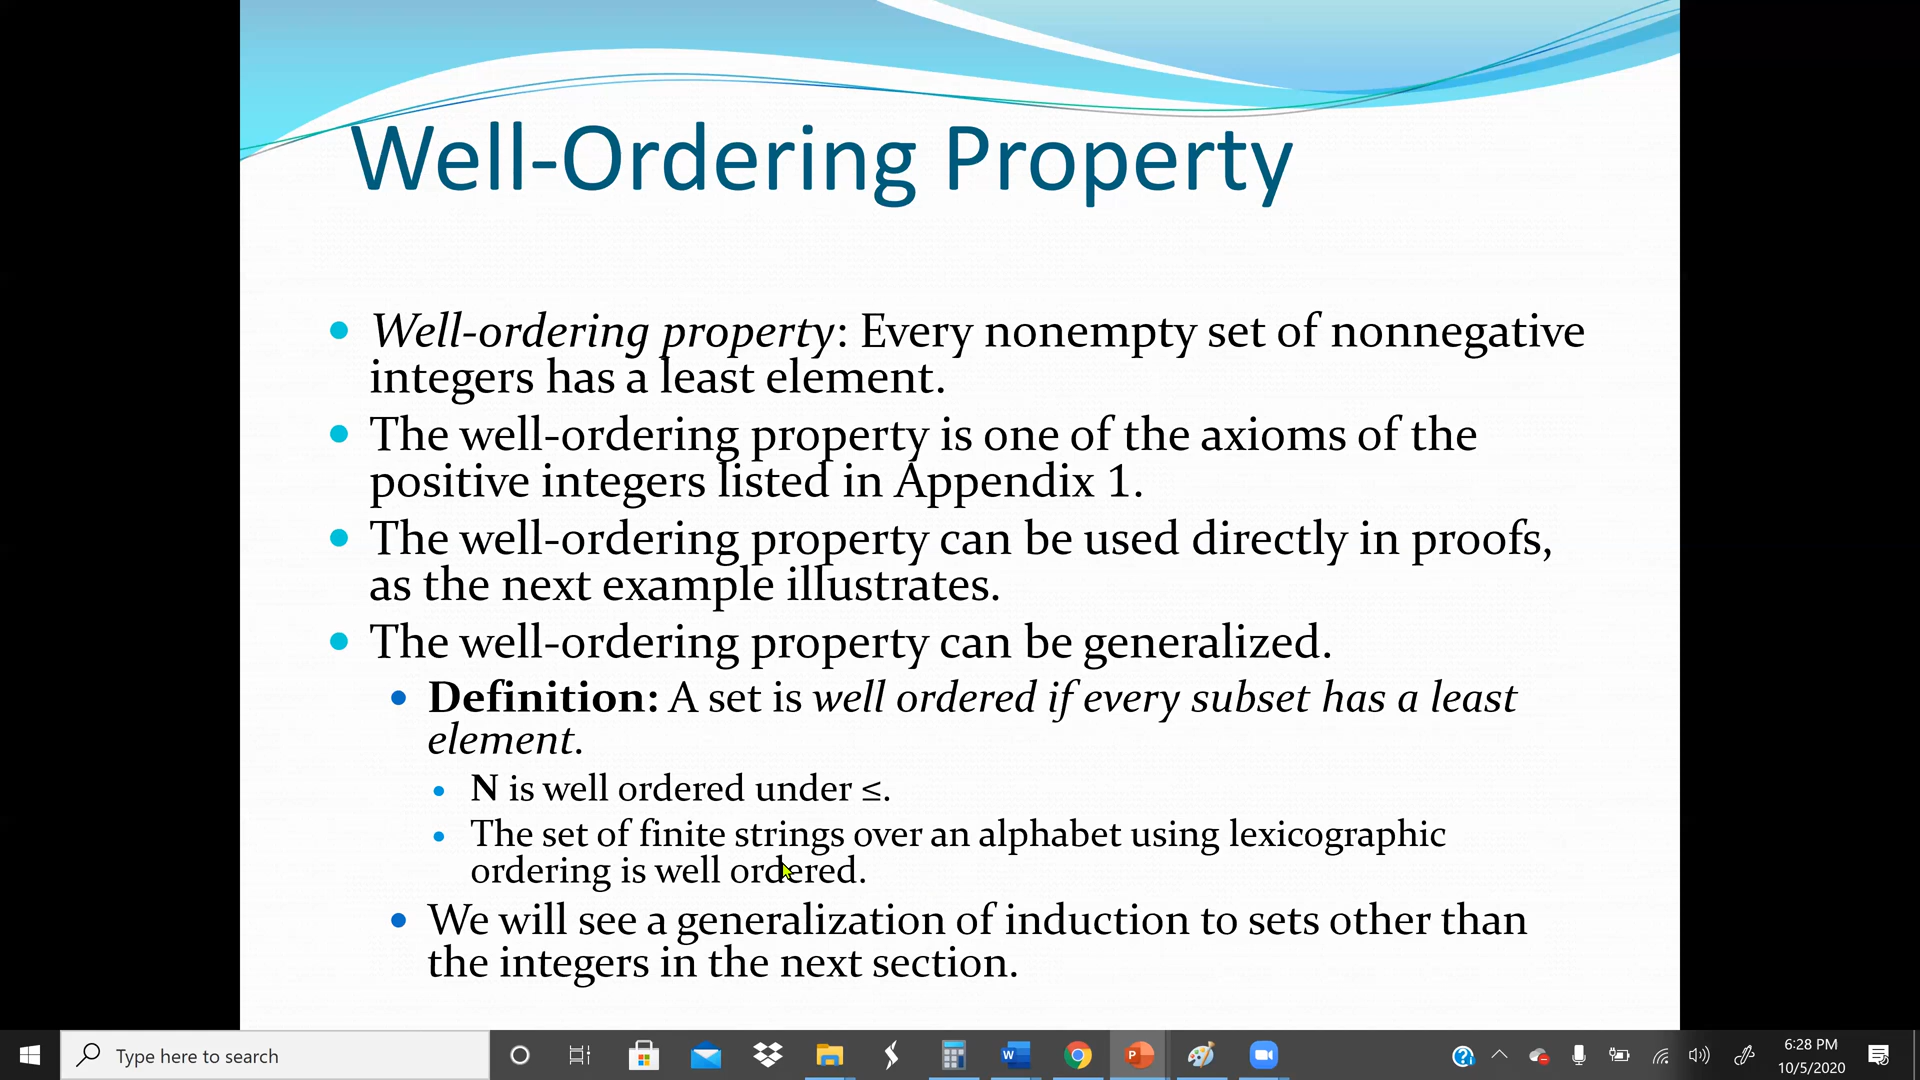 Well-Ordering Property
Well-ordering property: Every nonempty set of nonnegative
integers has a least element.
The well-ordering property is one of the axioms of the
positive integers listed in Appendix 1.
The well-ordering property can be used directly in proofs,
as the next example illustrates.
The well-ordering property can be generalized.
Definition: A set is well ordered if every subset has a least
element.
N is well ordered under ≤.
The set of finite strings over an alphabet using lexicographic
ordering is well ordered.
We will see a generalization of induction to sets other than
the integers in the next section.
Type here to search
6:28 PM
10/5/2020